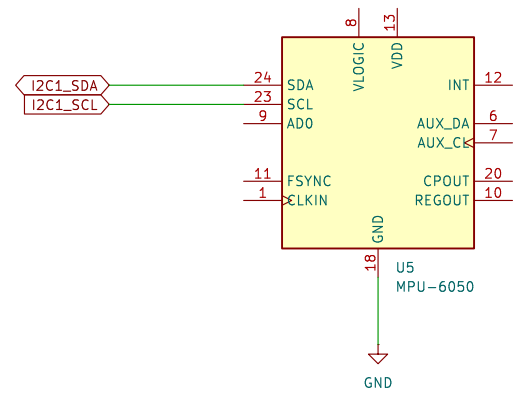 8
13
VLOGIC
VDD
I2C1_SDA
24
SDA
INT
12
I2C1_SCL
23
SCL
9
AD0
AUX_DA
6
AUX_CL
7
11
FSYNC
CPOUT
20
1
CLKIN
REGOUT
10
GND
18
U5
MPU-6050
GND